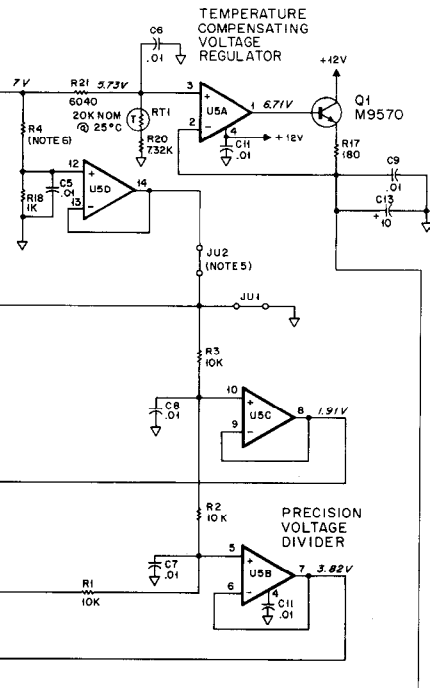 TEMPERATURE
COMPENSATING
VOLTAGE
REGULATOR
C6
.01
+12V
7V
R21
6040
5.73V
3
+
U5A
1
6.71V
Q1
M9570
20K NOM
@ 25°C
T
RT1
2
−
4
+12V
R4
(NOTE 6)
R20
7.32K
C11
.01
R17
180
12
+
U5D
14
C9
.01
R18
1K
C5
.01
13
−
C13
+
10
JU2
(NOTE 5)
JU1
R3
10K
C8
.01
10
+
U5C
8
1.91V
9
−
R2
10K
PRECISION
VOLTAGE
DIVIDER
C7
.01
5
+
U5B
7
3.82V
R1
10K
6
−
4
C11
.01